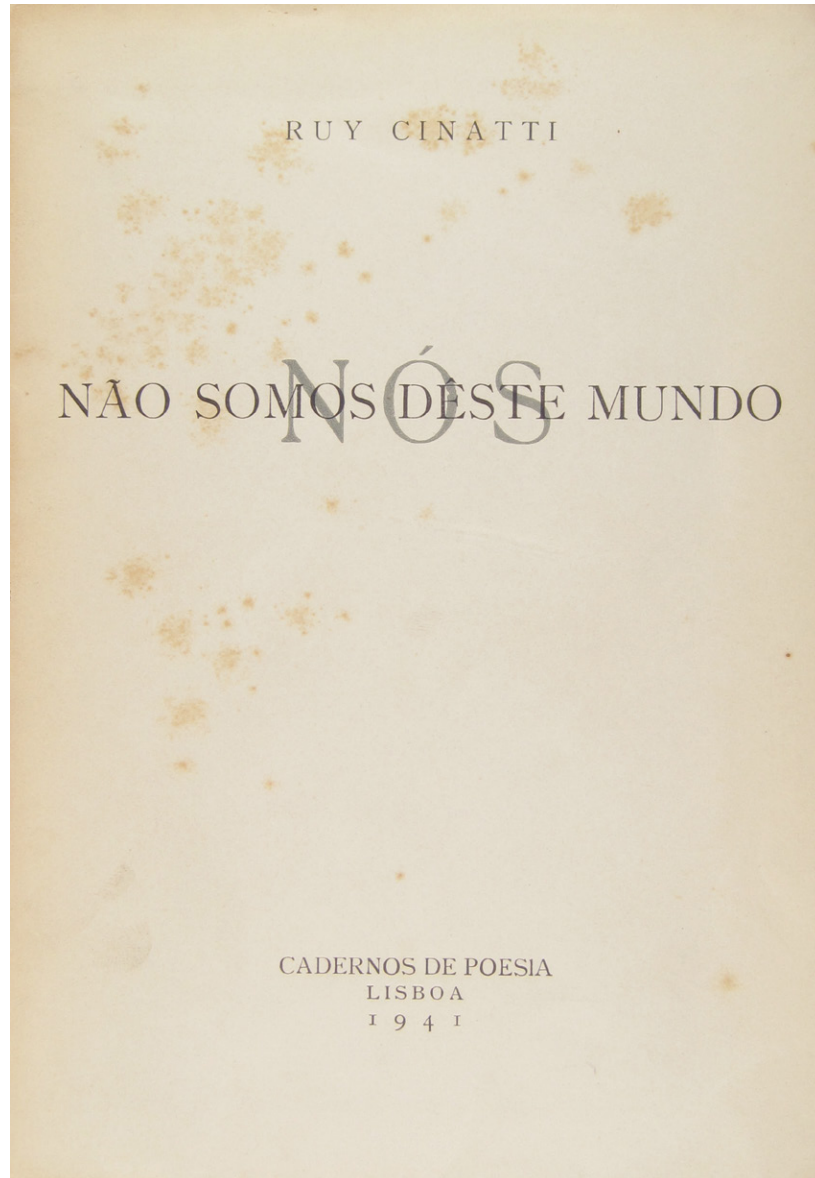 RUY CINATTI
NÓS
NÃO SOMOS DÊSTE MUNDO
CADERNOS DE POESIA
LISBOA
1941